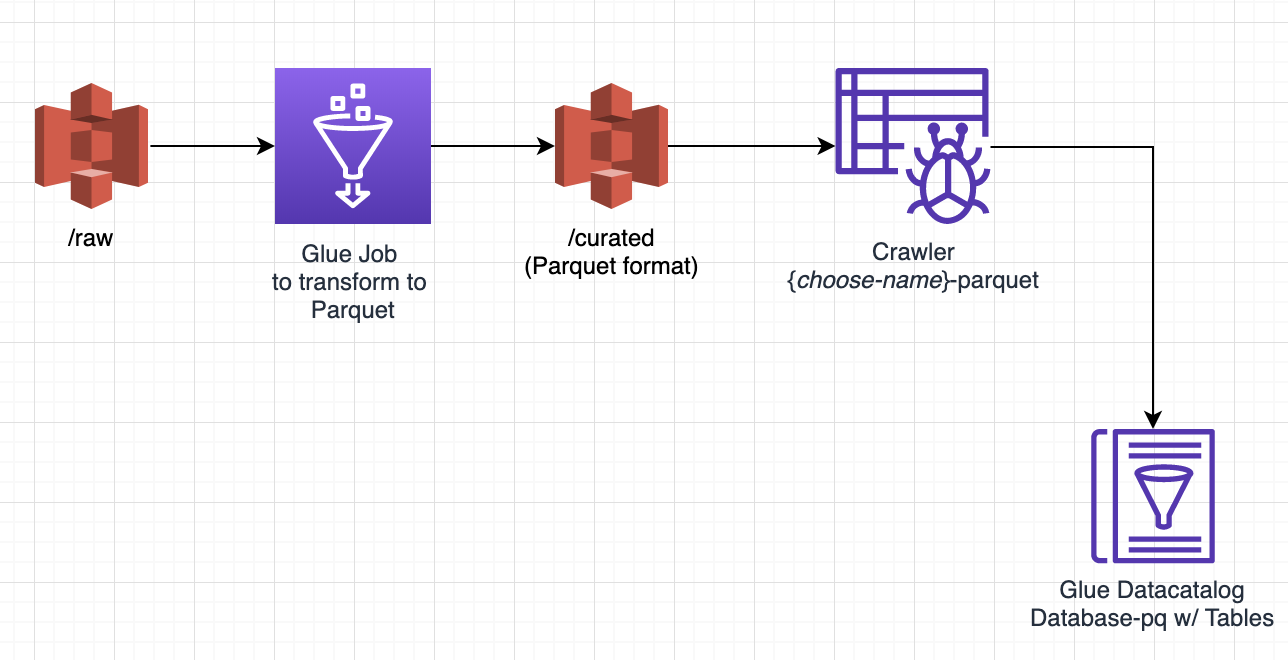 /raw
Glue Job
to transform to
Parquet
/curated
(Parquet format)
Crawler
{choose-name}-parquet
Glue Datacatalog
Database-pq w/ Tables